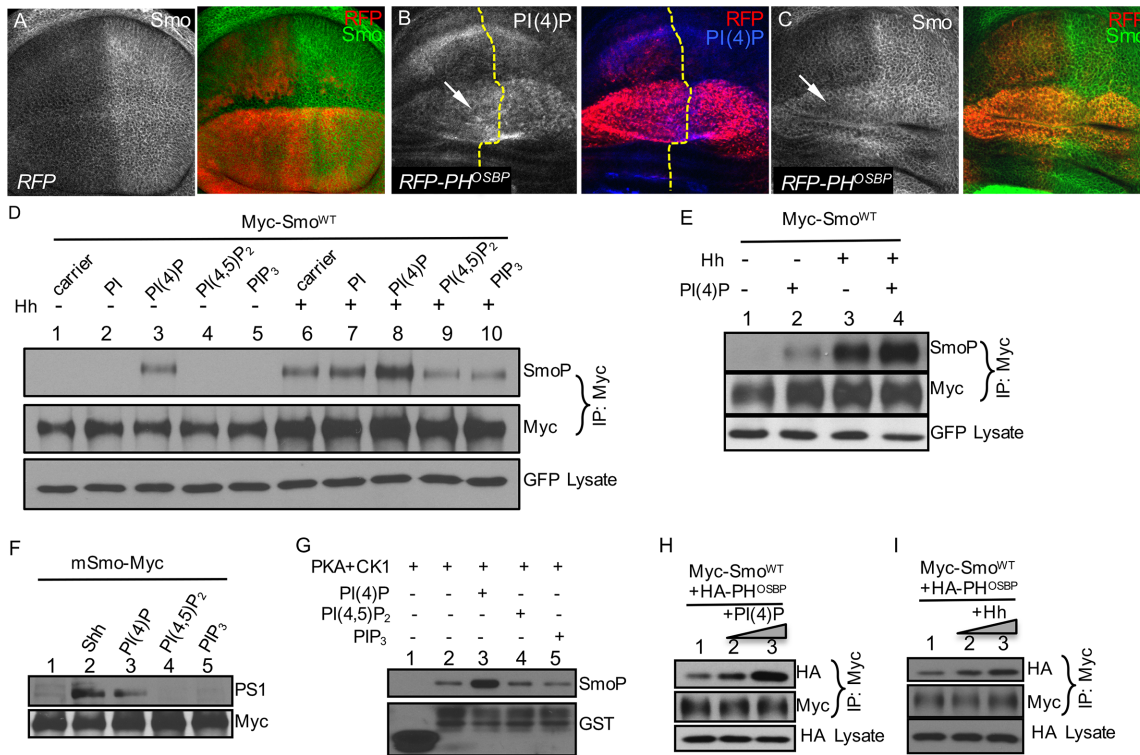 A
Smo
RFP
RFP
Smo
B
PI(4)P
RFP-PH^OSBP
RFP
PI(4)P
C
Smo
RFP-PH^OSBP
RFP
Smo
D
Myc-Smo^WT
carrier PI PI(4)P PI(4,5)P₂ PIP₃ carrier PI PI(4)P PI(4,5)P₂ PIP₃
Hh - - - - - + + + + +
1 2 3 4 5 6 7 8 9 10
SmoP
Myc
IP: Myc
GFP Lysate
E
Myc-Smo^WT
Hh - - + +
PI(4)P - + - +
1 2 3 4
SmoP
Myc
IP: Myc
GFP Lysate
F
mSmo-Myc
Shh PI(4)P PI(4,5)P₂ PIP₃
1 2 3 4 5
PS1
Myc
G
PKA+CK1 + + + + +
PI(4)P - - + - -
PI(4,5)P₂ - - - + -
PIP₃ - - - - +
1 2 3 4 5
SmoP
GST
H
Myc-Smo^WT
+HA-PH^OSBP
+PI(4)P
1 2 3
HA
Myc
IP: Myc
HA Lysate
I
Myc-Smo^WT
+HA-PH^OSBP
+Hh
1 2 3
HA
Myc
IP: Myc
HA Lysate